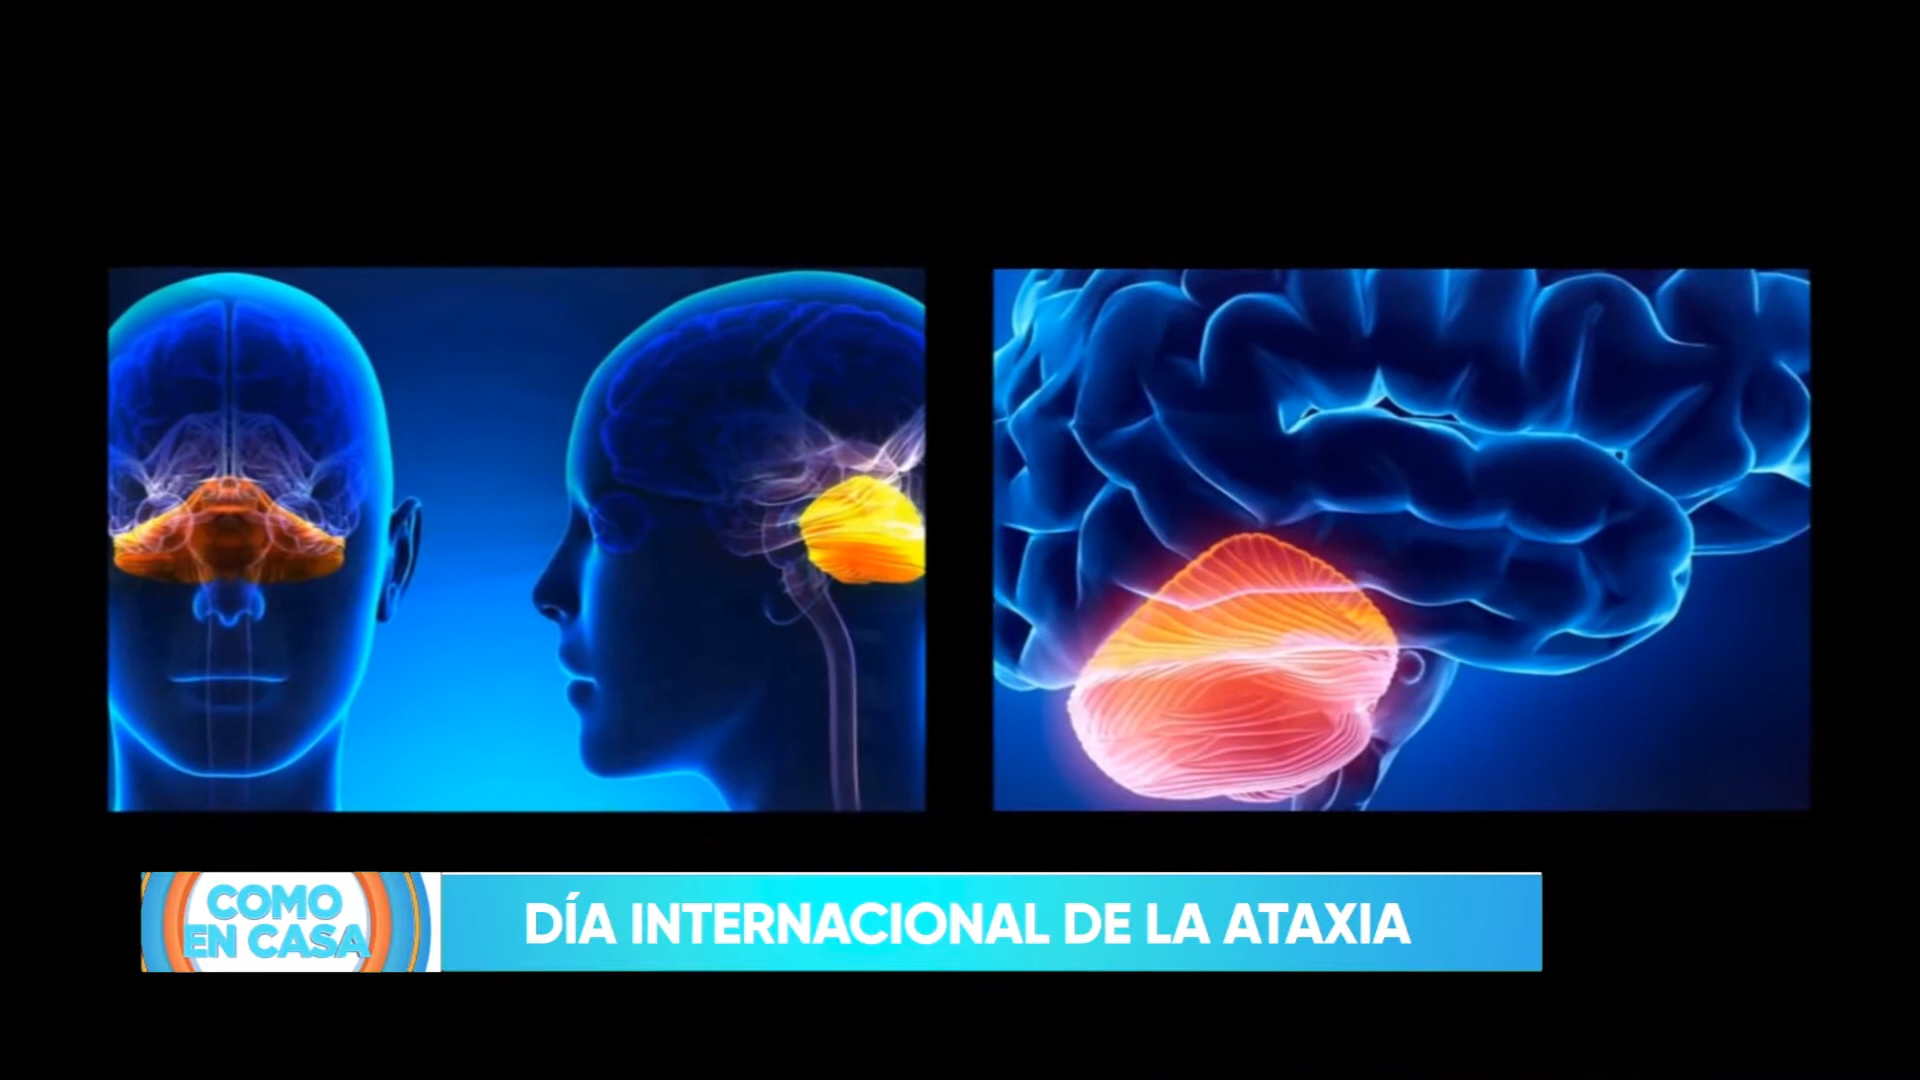 COMO
EN CASA
DÍA INTERNACIONAL DE LA ATAXIA